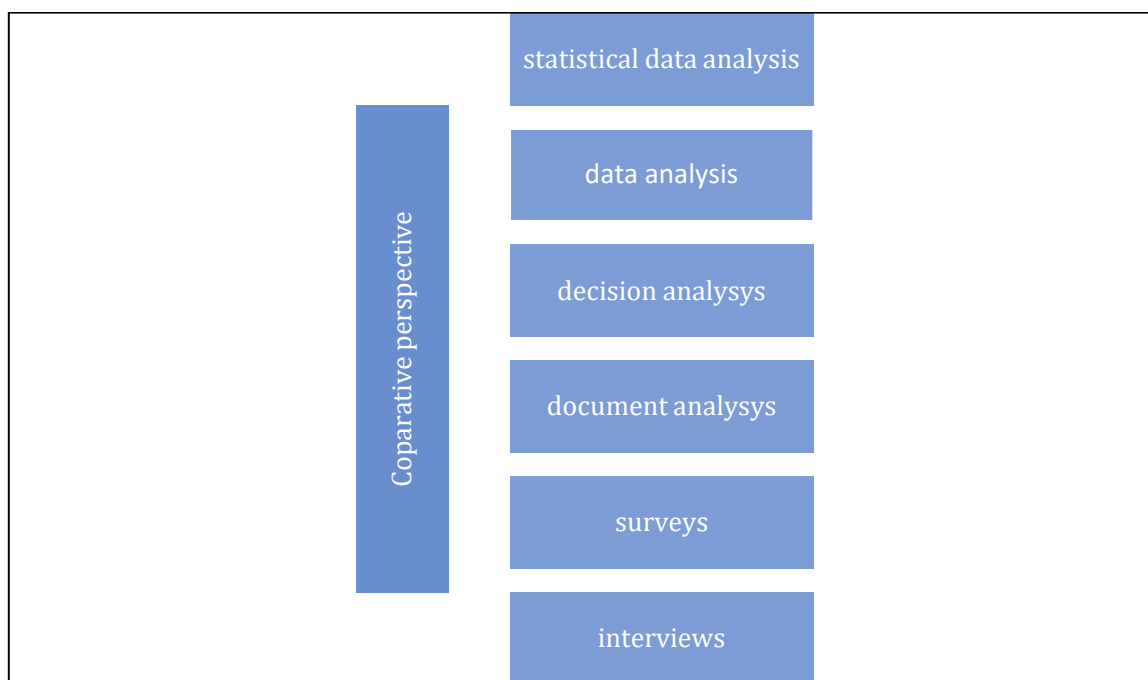 Coparative perspective
statistical data analysis
data analysis
decision analysys
document analysys
surveys
interviews